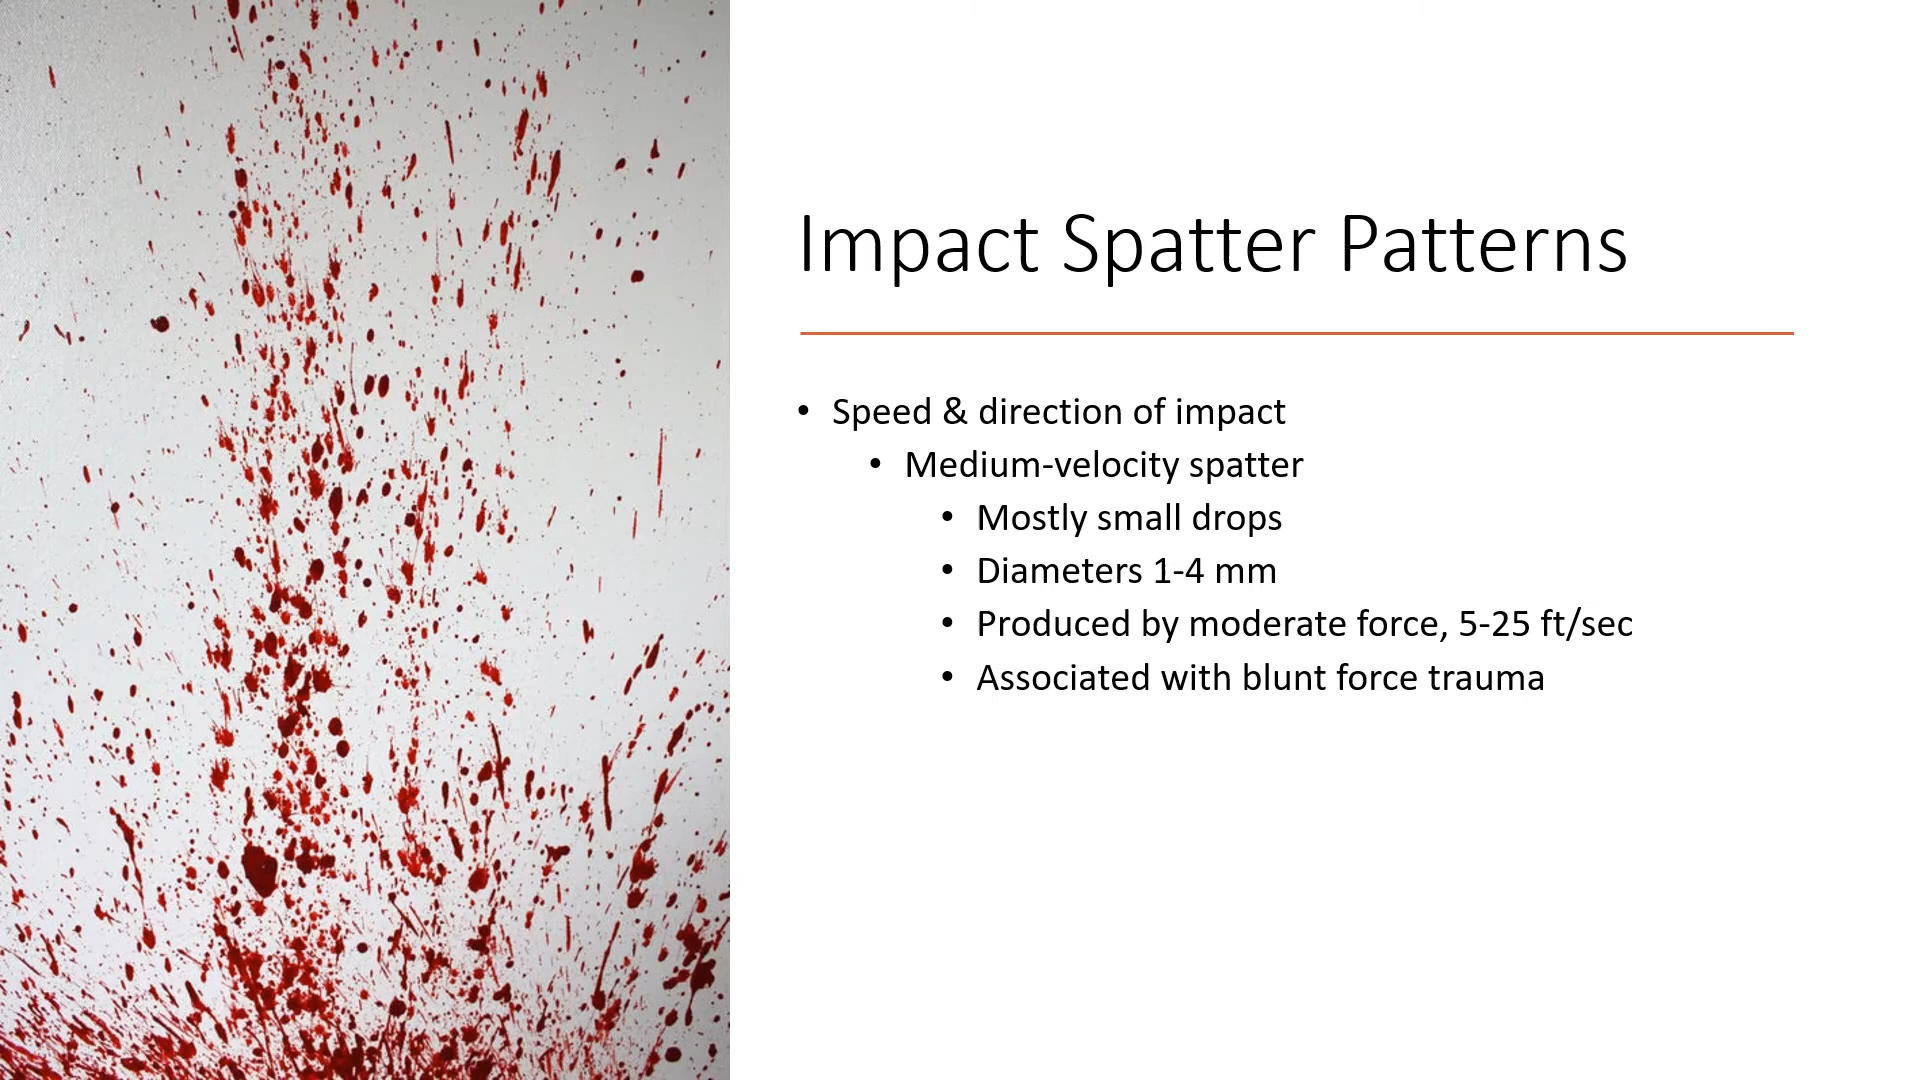 Impact Spatter Patterns
• Speed & direction of impact
• Medium-velocity spatter
• Mostly small drops
• Diameters 1-4 mm
• Produced by moderate force, 5-25 ft/sec
• Associated with blunt force trauma